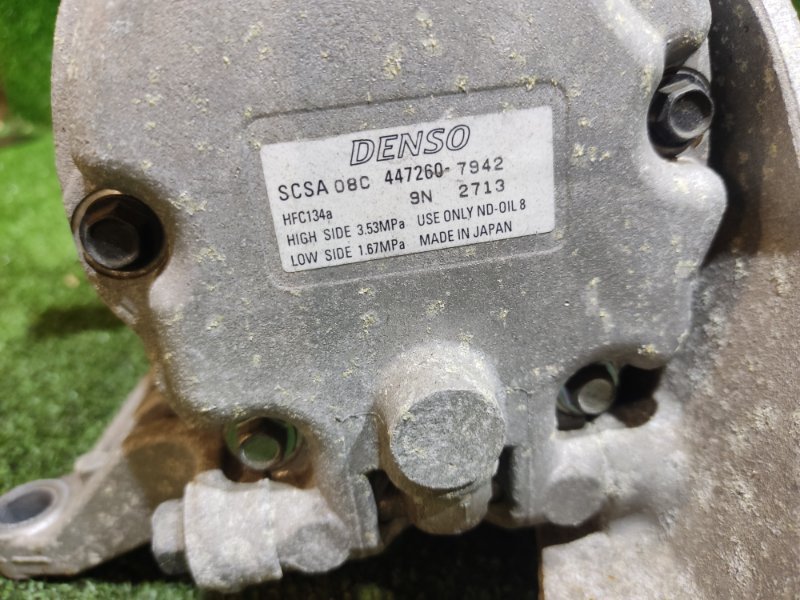 DENSO
SCSA 08C 447260-7942
9N 2713
HFC134a
HIGH SIDE 3.53MPa USE ONLY ND-OIL 8
LOW SIDE 1.67MPa MADE IN JAPAN